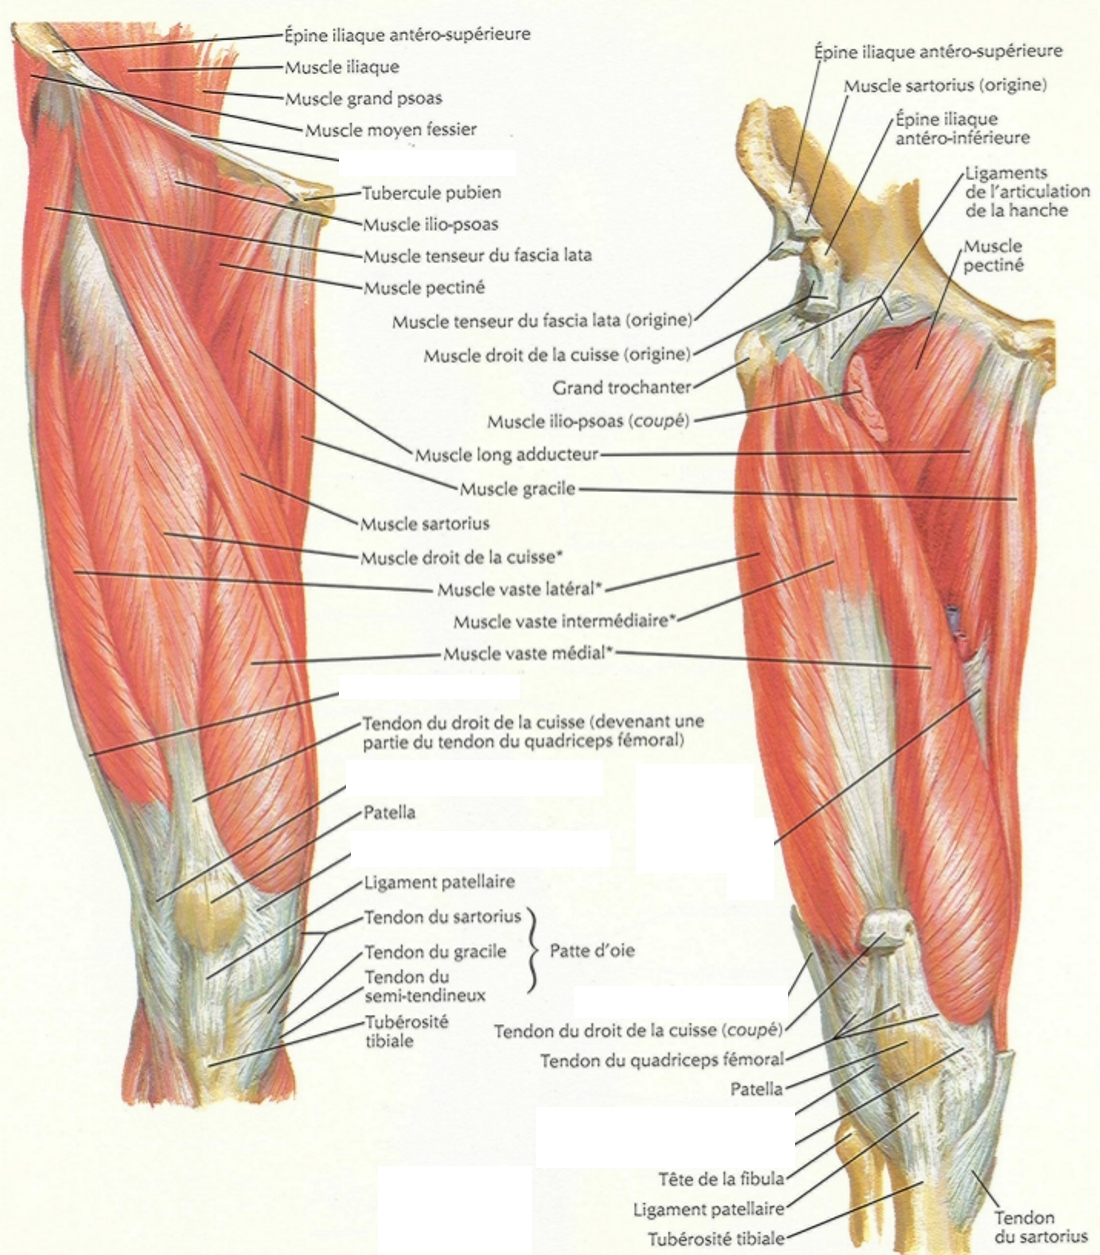 Épine iliaque antéro-supérieure
Muscle iliaque
Muscle grand psoas
Muscle moyen fessier
Tubercule pubien
Muscle ilio-psoas
Muscle tenseur du fascia lata
Muscle pectiné
Épine iliaque antéro-supérieure
Muscle sartorius (origine)
Épine iliaque
antéro-inférieure
Ligaments
de l'articulation
de la hanche
Muscle
pectiné
Muscle tenseur du fascia lata (origine)
Muscle droit de la cuisse (origine)
Grand trochanter
Muscle ilio-psoas (coupé)
Muscle long adducteur
Muscle gracile
Muscle sartorius
Muscle droit de la cuisse*
Muscle vaste latéral*
Muscle vaste intermédiaire*
Muscle vaste médial*
Tendon du droit de la cuisse (devenant une
partie du tendon du quadriceps fémoral)
Patella
Ligament patellaire
Tendon du sartorius
Tendon du gracile
Tendon du
semi-tendineux
Patte d'oie
Tubérosité
tibiale
Tendon du droit de la cuisse (coupé)
Tendon du quadriceps fémoral
Patella
Tête de la fibula
Ligament patellaire
Tubérosité tibiale
Tendon
du sartorius